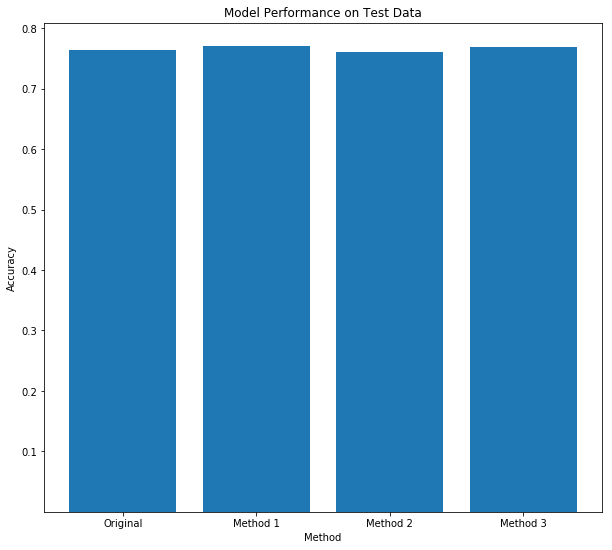 Model Performance on Test Data
0.8
0.7
0.6
0.5
0.4
0.3
0.2
0.1
Accuracy
Original Method 1 Method 2 Method 3
Method